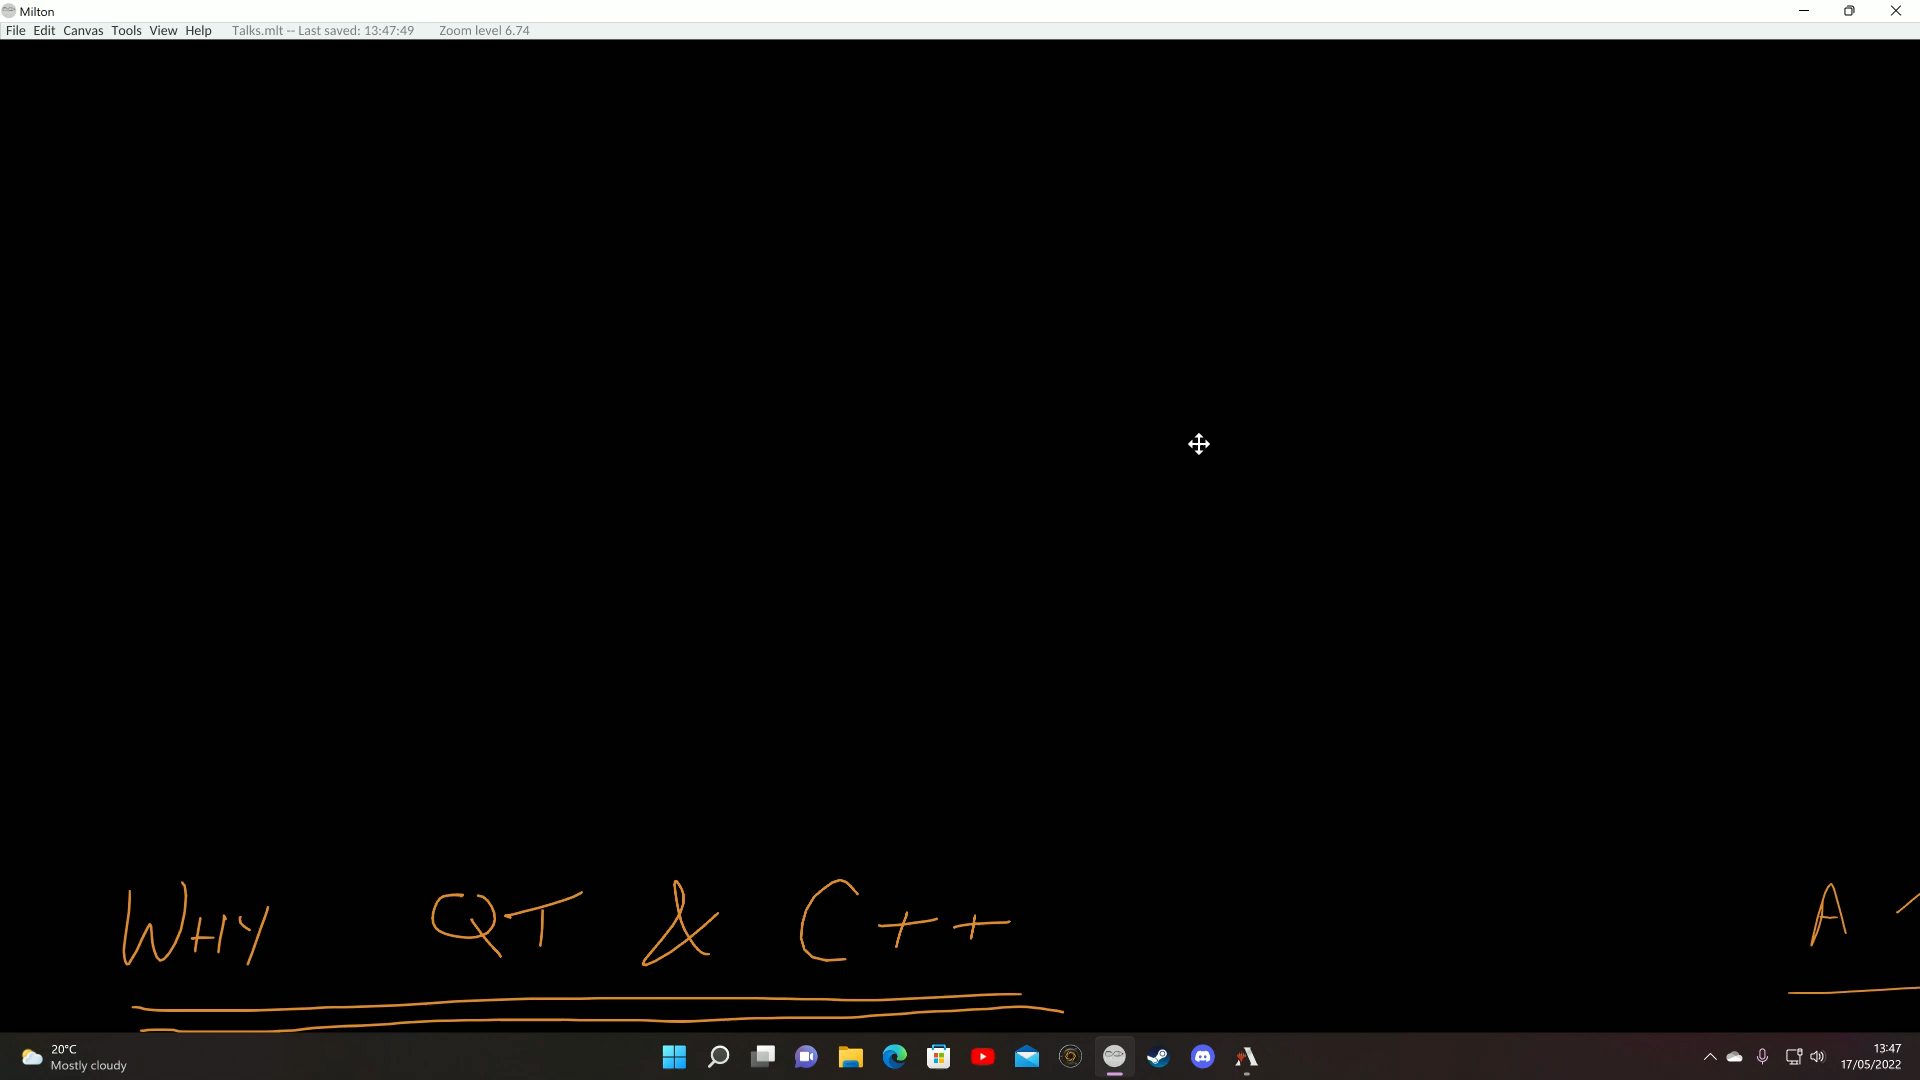 Milton
File Edit Canvas Tools View Help Talks.mlt -- Last saved: 13:47:49 Zoom level 6.74
WHY QT & C++ A
20°C
Mostly cloudy
13:47
17/05/2022